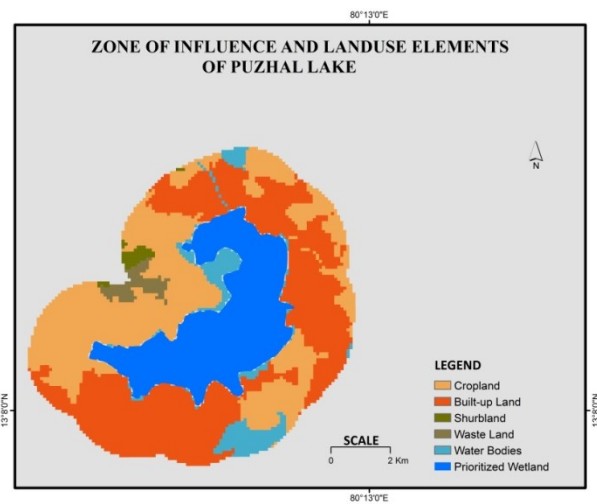 80°13'0"E
ZONE OF INFLUENCE AND LANDUSE ELEMENTS
OF PUZHAL LAKE
N
13°8'0"N
13°8'0"N
LEGEND
Cropland
Built-up Land
Shurbland
Waste Land
Water Bodies
Prioritized Wetland
SCALE
0 2 Km
80°13'0"E